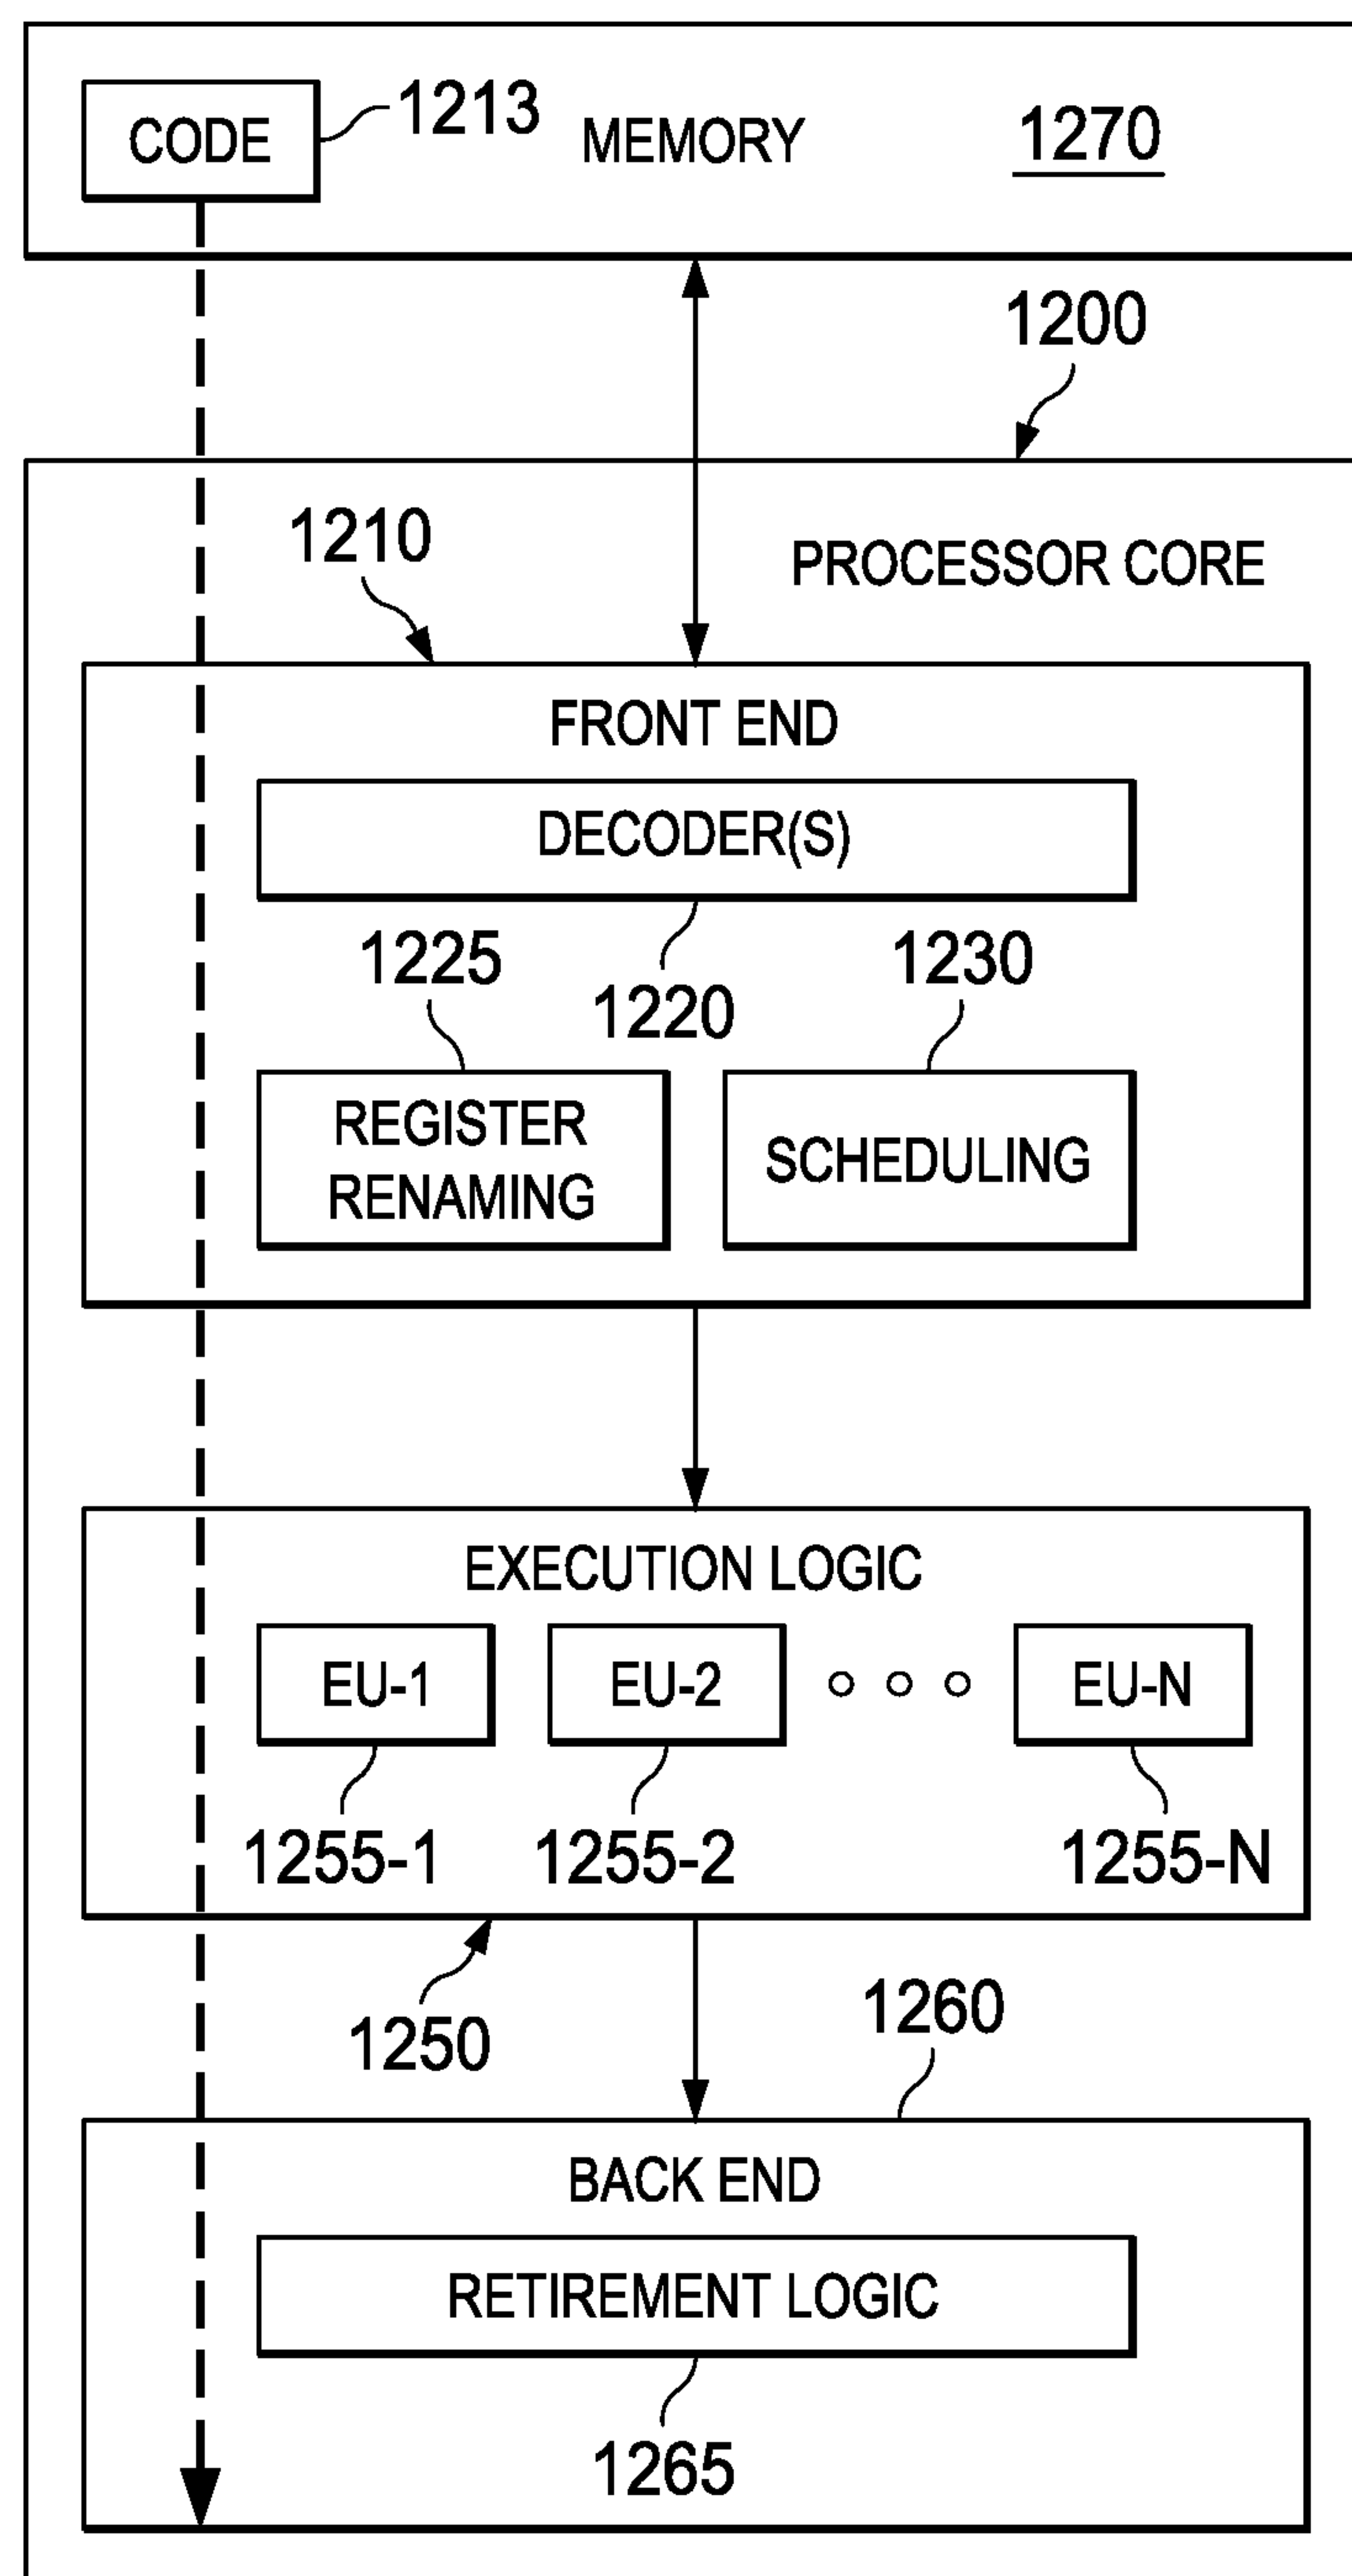 CODE
1213
MEMORY
1270
1200
PROCESSOR CORE
1210
FRONT END
DECODER(S)
1225
1220
1230
REGISTER
RENAMING
SCHEDULING
EXECUTION LOGIC
EU-1
EU-2
EU-N
1255-1
1255-2
1255-N
1250
1260
BACK END
RETIREMENT LOGIC
1265